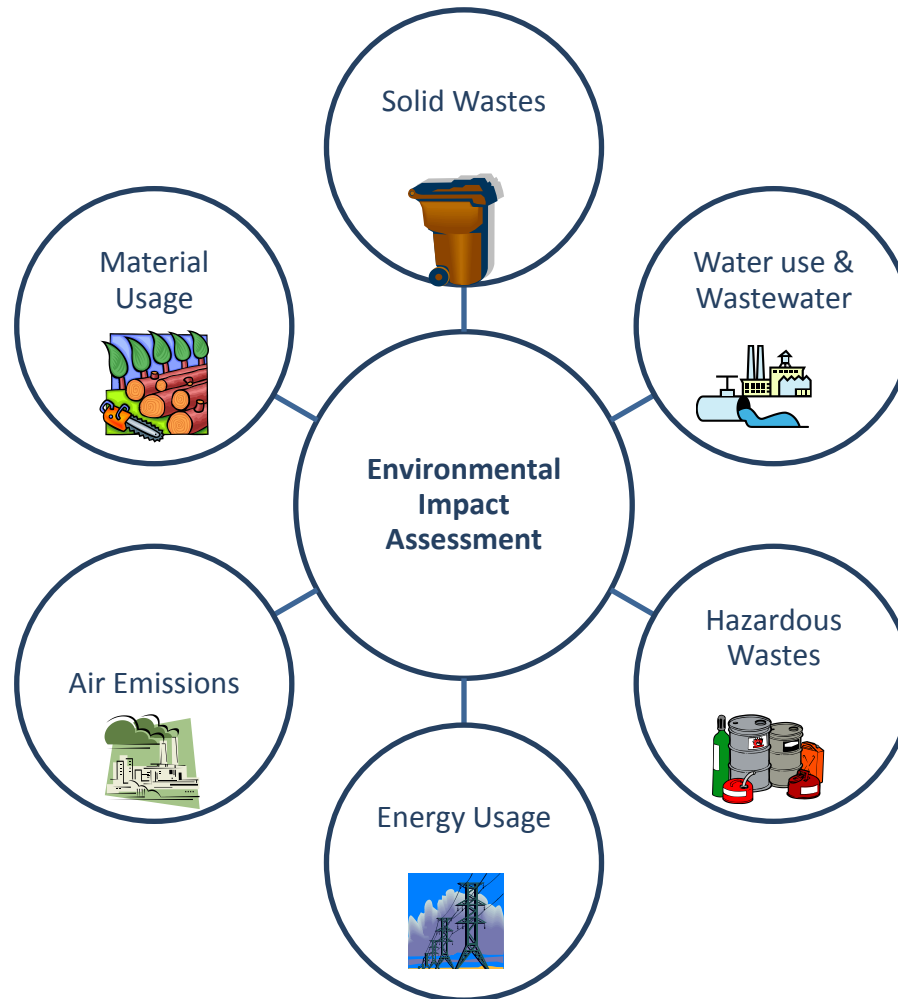 Solid Wastes
Material
Usage
Water use &
Wastewater
Environmental
Impact
Assessment
Air Emissions
Hazardous
Wastes
Energy Usage